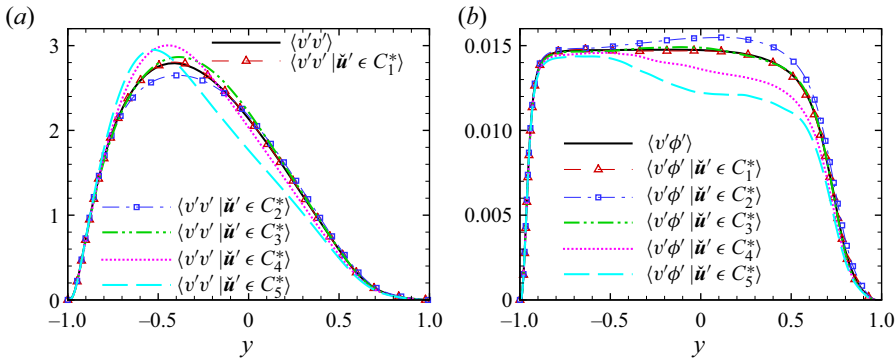 (a)
3
2
1
0
⟨v′v′⟩
⟨v′v′ |ǔ′ ϵ C₁*⟩
⟨v′v′ |ǔ′ ϵ C₂*⟩
⟨v′v′ |ǔ′ ϵ C₃*⟩
⟨v′v′ |ǔ′ ϵ C₄*⟩
⟨v′v′ |ǔ′ ϵ C₅*⟩
−1.0 −0.5 0 0.5 1.0
y
(b)
0.015
0.010
0.005
0
⟨v′ϕ′⟩
⟨v′ϕ′ |ǔ′ ϵ C₁*⟩
⟨v′ϕ′ |ǔ′ ϵ C₂*⟩
⟨v′ϕ′ |ǔ′ ϵ C₃*⟩
⟨v′ϕ′ |ǔ′ ϵ C₄*⟩
⟨v′ϕ′ |ǔ′ ϵ C₅*⟩
−1.0 −0.5 0 0.5 1.0
y